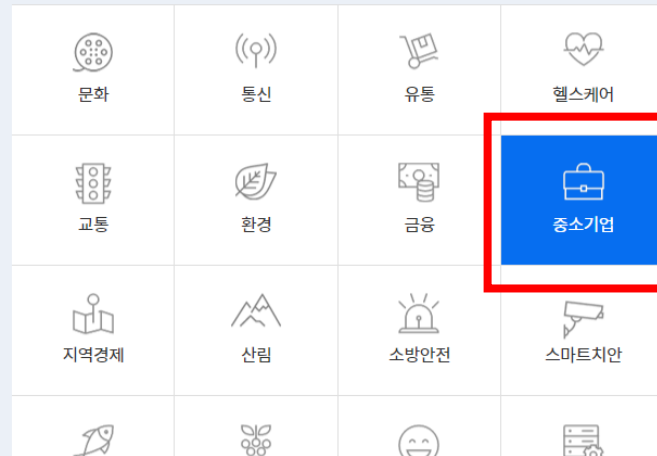 문화
통신
유통
헬스케어
교통
환경
금융
중소기업
지역경제
산림
소방안전
스마트치안